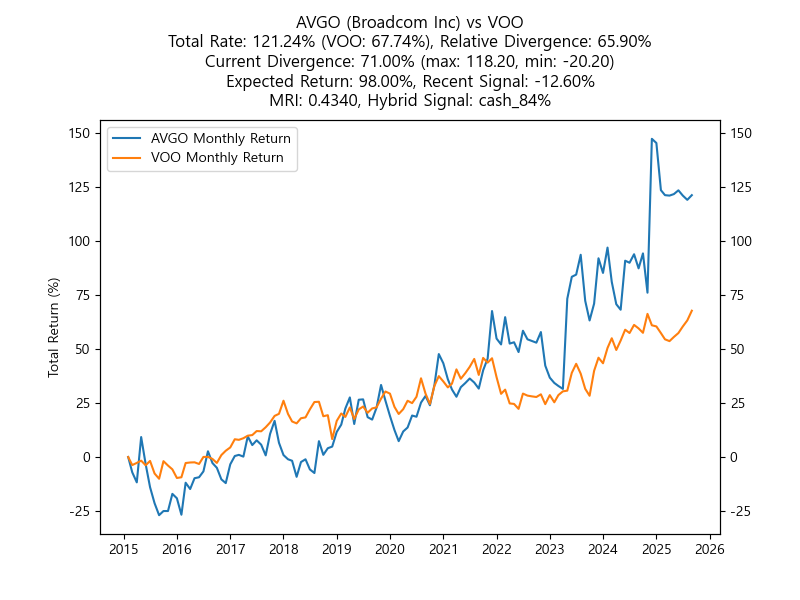 AVGO (Broadcom Inc) vs VOO
Total Rate: 121.24% (VOO: 67.74%), Relative Divergence: 65.90%
Current Divergence: 71.00% (max: 118.20, min: -20.20)
Expected Return: 98.00%, Recent Signal: -12.60%
MRI: 0.4340, Hybrid Signal: cash_84%
AVGO Monthly Return
VOO Monthly Return
Total Return (%)
150
125
100
75
50
25
0
-25
150
125
100
75
50
25
0
-25
2015 2016 2017 2018 2019 2020 2021 2022 2023 2024 2025 2026